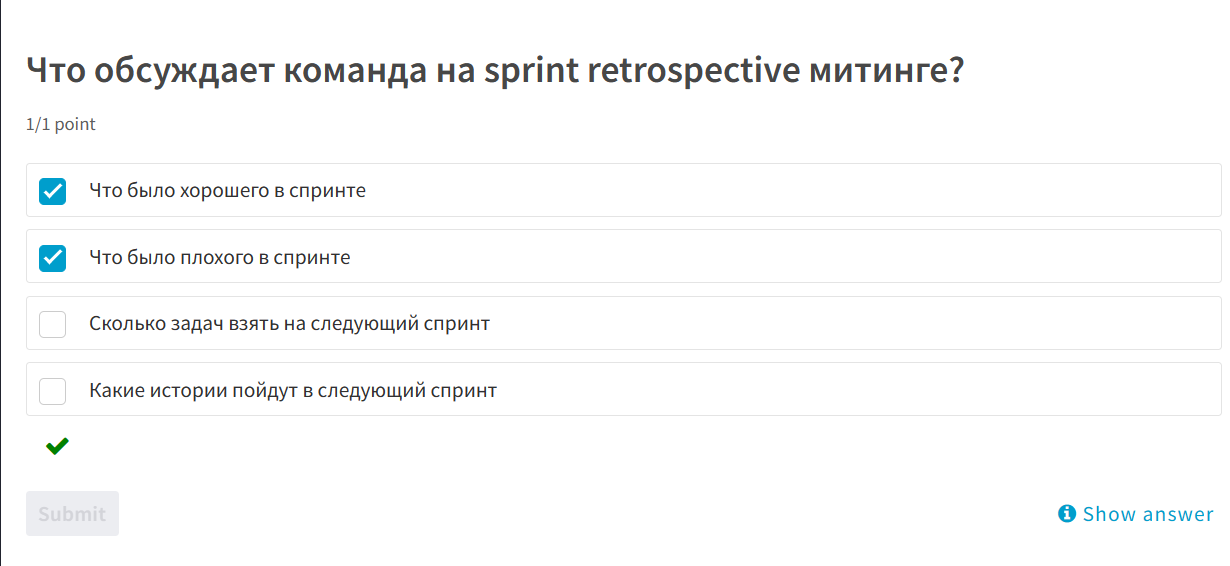 Что обсуждает команда на sprint retrospective митинге?
1/1 point
Что было хорошего в спринте
Что было плохого в спринте
Сколько задач взять на следующий спринт
Какие истории пойдут в следующий спринт
Submit
Show answer